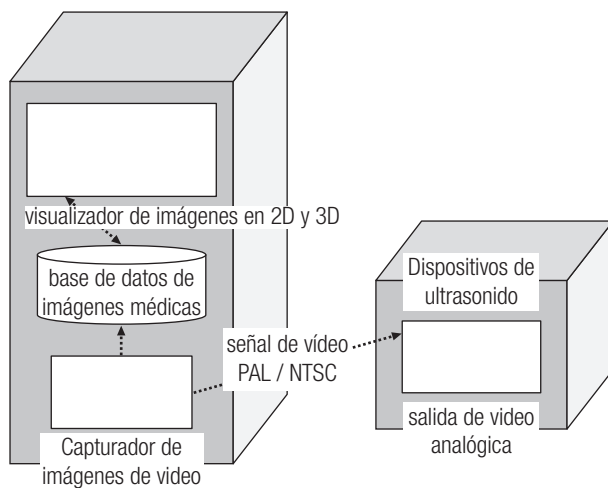 visualizador de imágenes en 2D y 3D
base de datos de
imágenes médicas
Capturador de
imágenes de video
señal de vídeo
PAL / NTSC
Dispositivos de
ultrasonido
salida de video
analógica